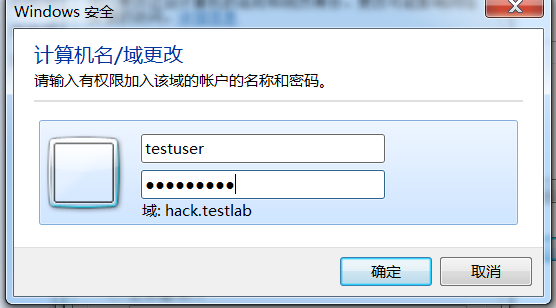 Windows 安全
计算机名/域更改
请输入有权限加入该域的帐户的名称和密码。
testuser
●●●●●●●●●
域: hack.testlab
确定
取消